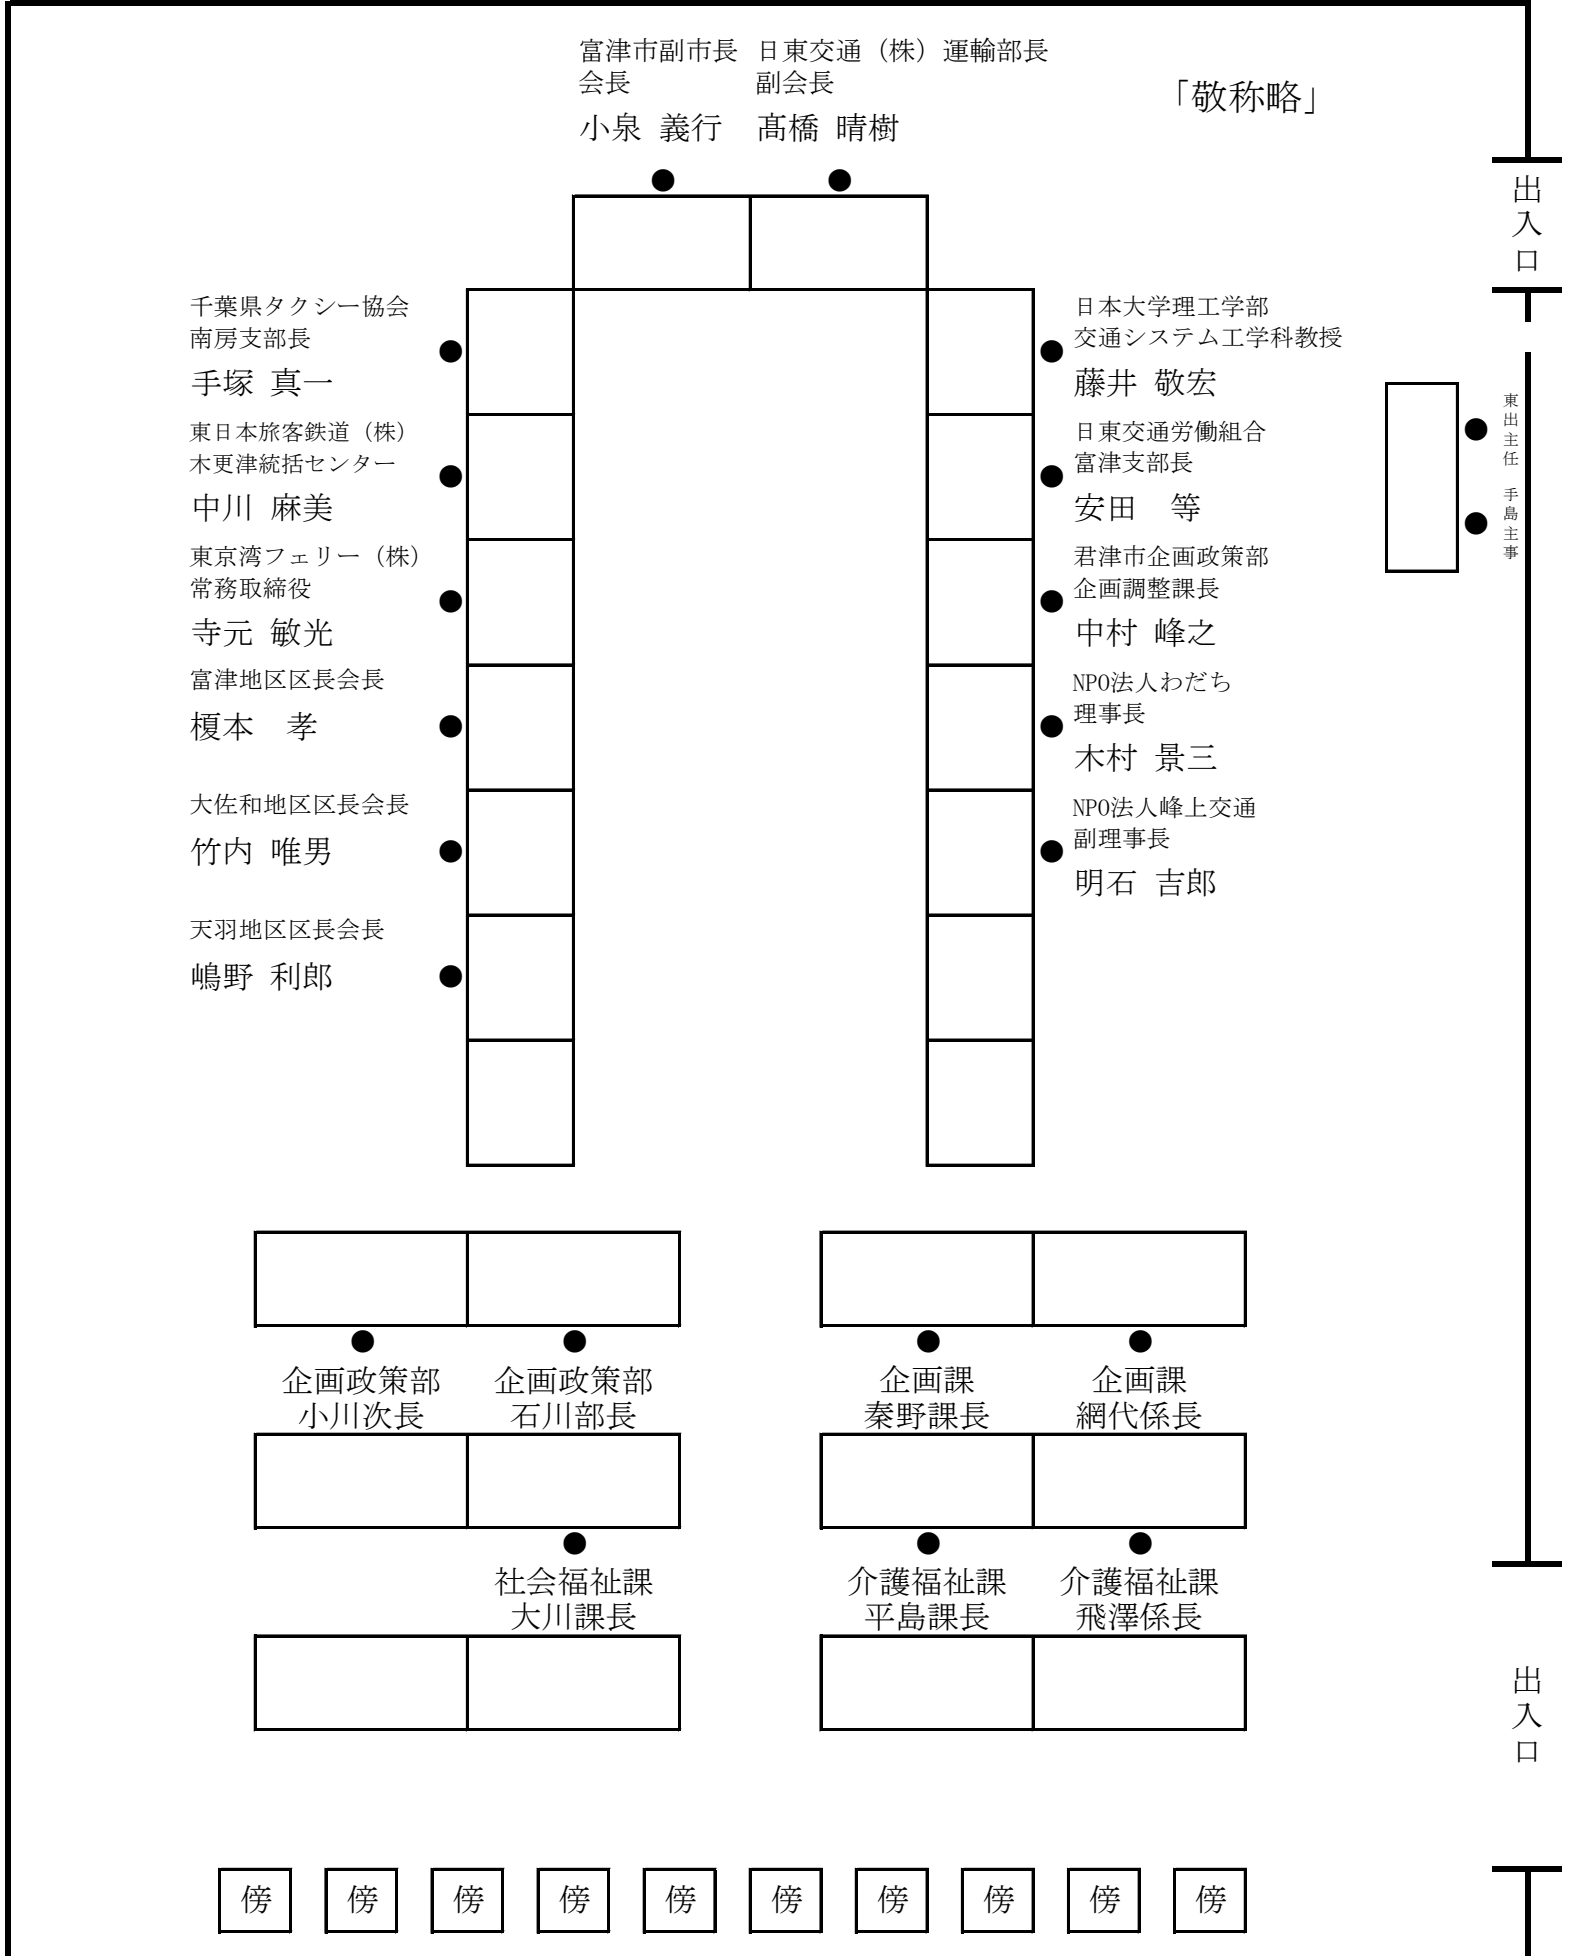 富津市副市長
会長
小泉 義行
日東交通（株）運輸部長
副会長
髙橋 晴樹
「敬称略」
出入口
千葉県タクシー協会
南房支部長
手塚 真一
東日本旅客鉄道（株）
木更津統括センター
中川 麻美
東京湾フェリー（株）
常務取締役
寺元 敏光
富津地区区長会長
榎本　孝
大佐和地区区長会長
竹内 唯男
天羽地区区長会長
嶋野 利郎
日本大学理工学部
交通システム工学科教授
藤井 敬宏
日東交通労働組合
富津支部長
安田　等
君津市企画政策部
企画調整課長
中村 峰之
NPO法人わだち
理事長
木村 景三
NPO法人峰上交通
副理事長
明石 吉郎
東出主任
手島主事
企画政策部
小川次長
企画政策部
石川部長
企画課
秦野課長
企画課
網代係長
社会福祉課
大川課長
介護福祉課
平島課長
介護福祉課
飛澤係長
出入口
傍 傍 傍 傍 傍 傍 傍 傍 傍 傍